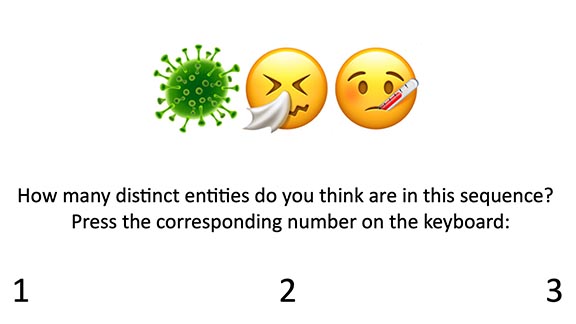 How many distinct entities do you think are in this sequence?
Press the corresponding number on the keyboard:
1 2 3